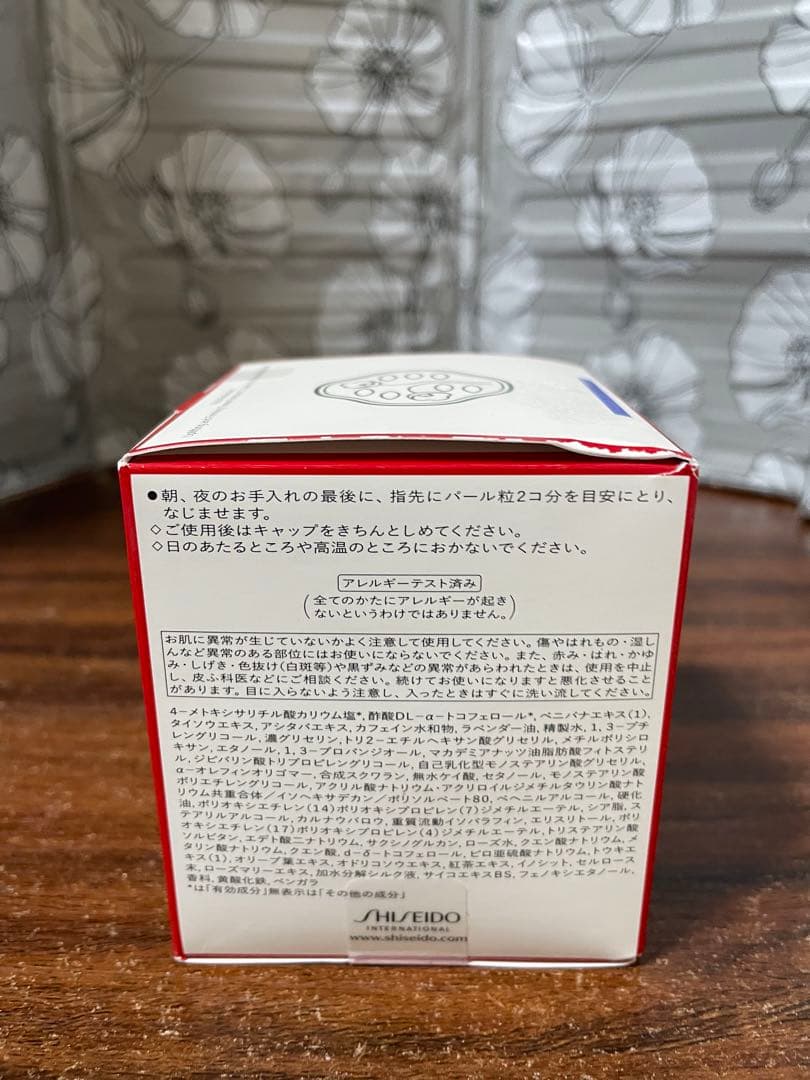 ●朝、夜のお手入れの最後に、指先にパール粒2コ分を目安にとり、
なじませます。
◇ご使用後はキャップをきちんとしめてください。
◇日のあたるところや高温のところにおかないでください。
アレルギーテスト済み
(全てのかたにアレルギーが起き
ないというわけではありません。)
お肌に異常が生じていないかよく注意して使用してください。傷やはれもの・湿し
んなど異常のある部位にはお使いにならないでください。また、赤み・はれ・かゆ
み・しげき・色抜け(白斑等)や黒ずみなどの異常があらわれたときは、使用を中止
し、皮ふ科医などにご相談ください。続けてお使いになりますと悪化させること
があります。目に入らないよう注意し、入ったときはすぐに洗い流してください。
4−メトキシサリチル酸カリウム塩*, 酢酸DL−α−トコフェロール*, ベニバナエキス(1),
タイソウエキス, アシタバエキス, カフェイン水和物, ラベンダー油, 精製水, 1, 3−ブチ
レングリコール, 濃グリセリン, トリ2−エチルヘキサン酸グリセリル, メチルポリシロ
キサン, エタノール, 1, 3−プロパンジオール, マカデミアナッツ油脂肪酸フィトステリ
ル, ジピバリン酸トリプロピレングリコール, 自己乳化型モノステアリン酸グリセリル,
α−オレフィンオリゴマー, 合成スクワラン, 無水ケイ酸, セタノール, モノステアリン酸
ポリエチレングリコール, アクリル酸ナトリウム・アクリロイルジメチルタウリン酸ナト
リウム共重合体/イソヘキサデカン/ポリソルベート80, ベヘニルアルコール, 硬化
油, ポリオキシエチレン(14)ポリオキシプロピレン(7)ジメチルエーテル, シア脂, ス
テアリルアルコール, カルナウバロウ, 重質流動イソパラフィン, エリスリトール, ポリ
オキシエチレン(17)ポリオキシプロピレン(4)ジメチルエーテル, トリステアリン酸
ソルビタン, エデト酸二ナトリウム, サクシノグルカン, ローズ水, クエン酸ナトリウム, メ
タリン酸ナトリウム, クエン酸, d−δ−トコフェロール, ピロ亜硫酸ナトリウム, トウキエ
キス(1), オリーブ葉エキス, オドリコソウエキス, 紅茶エキス, イノシット, セルロース
末, ローズマリーエキス, 加水分解シルク液, サイコエキスBS, フェノキシエタノール,
香料, 黄酸化鉄, ベンガラ
*は「有効成分」無表示は「その他の成分」
SHISEIDO
INTERNATIONAL
www.shiseido.com